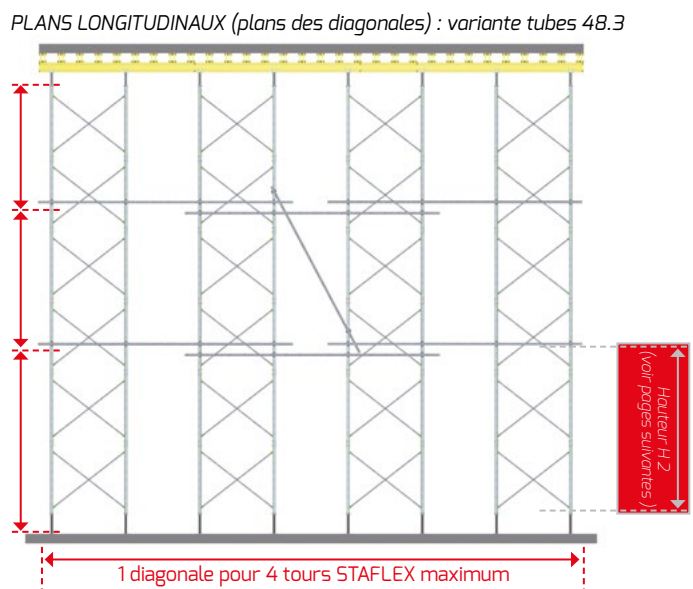 PLANS LONGITUDINAUX (plans des diagonales) : variante tubes 48.3
Hauteur H 2
(voir pages suivantes )
1 diagonale pour 4 tours STAFLEX maximum